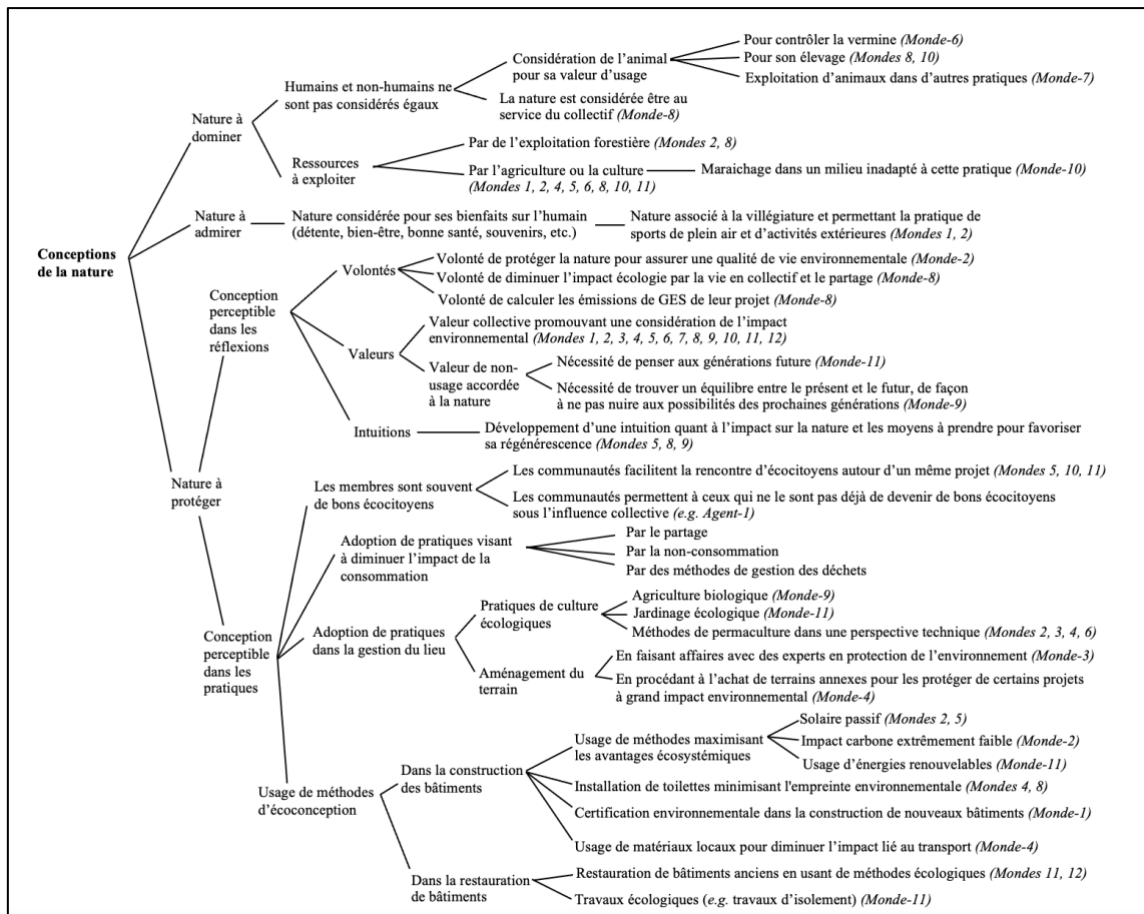 Conceptions
de la nature
Nature à
dominer
Humains et non-humains ne
sont pas considérés égaux
Considération de l'animal
pour sa valeur d'usage
Pour contrôler la vermine (Monde-6)
Pour son élevage (Mondes 8, 10)
Exploitation d'animaux dans d'autres pratiques (Monde-7)
La nature est considérée être au
service du collectif (Monde-8)
Ressources
à exploiter
Par de l'exploitation forestière (Mondes 2, 8)
Par l'agriculture ou la culture
(Mondes 1, 2, 4, 5, 6, 8, 10, 11)
Maraichage dans un milieu inadapté à cette pratique (Monde-10)
Nature à
admirer
Nature considérée pour ses bienfaits sur l'humain
(détente, bien-être, bonne santé, souvenirs, etc.)
Nature associé à la villégiature et permettant la pratique de
sports de plein air et d'activités extérieures (Mondes 1, 2)
Nature à
protéger
Conception
perceptible
dans les
réflexions
Volontés
Volonté de protéger la nature pour assurer une qualité de vie environnementale (Monde-2)
Volonté de diminuer l'impact écologie par la vie en collectif et le partage (Monde-8)
Volonté de calculer les émissions de GES de leur projet (Monde-8)
Valeurs
Valeur collective promouvant une considération de l'impact
environnemental (Mondes 1, 2, 3, 4, 5, 6, 7, 8, 9, 10, 11, 12)
Valeur de non-
usage accordée
à la nature
Nécessité de penser aux générations future (Monde-11)
Nécessité de trouver un équilibre entre le présent et le futur, de façon
à ne pas nuire aux possibilités des prochaines générations (Monde-9)
Intuitions
Développement d'une intuition quant à l'impact sur la nature et les moyens à prendre pour favoriser
sa régénérescence (Mondes 5, 8, 9)
Conception
perceptible
dans les
pratiques
Les membres sont souvent
de bons écocitoyens
Les communautés facilitent la rencontre d'écocitoyens autour d'un même projet (Mondes 5, 10, 11)
Les communautés permettent à ceux qui ne le sont pas déjà de devenir de bons écocitoyens
sous l'influence collective (e.g. Agent-1)
Adoption de pratiques visant
à diminuer l'impact de la
consommation
Par le partage
Par la non-consommation
Par des méthodes de gestion des déchets
Adoption de pratiques
dans la gestion du lieu
Pratiques de culture
écologiques
Agriculture biologique (Monde-9)
Jardinage écologique (Monde-11)
Méthodes de permaculture dans une perspective technique (Mondes 2, 3, 4, 6)
Aménagement du
terrain
En faisant affaires avec des experts en protection de l'environnement (Monde-3)
En procédant à l'achat de terrains annexes pour les protéger de certains projets
à grand impact environnemental (Monde-4)
Usage de méthodes
d'écoconception
Dans la construction
des bâtiments
Usage de méthodes maximisant
les avantages écosystémiques
Solaire passif (Mondes 2, 5)
Impact carbone extrêmement faible (Monde-2)
Usage d'énergies renouvelables (Monde-11)
Installation de toilettes minimisant l'empreinte environnementale (Mondes 4, 8)
Certification environnementale dans la construction de nouveaux bâtiments (Monde-1)
Usage de matériaux locaux pour diminuer l'impact lié au transport (Monde-4)
Dans la restauration
de bâtiments
Restauration de bâtiments anciens en usant de méthodes écologiques (Mondes 11, 12)
Travaux écologiques (e.g. travaux d'isolement) (Monde-11)